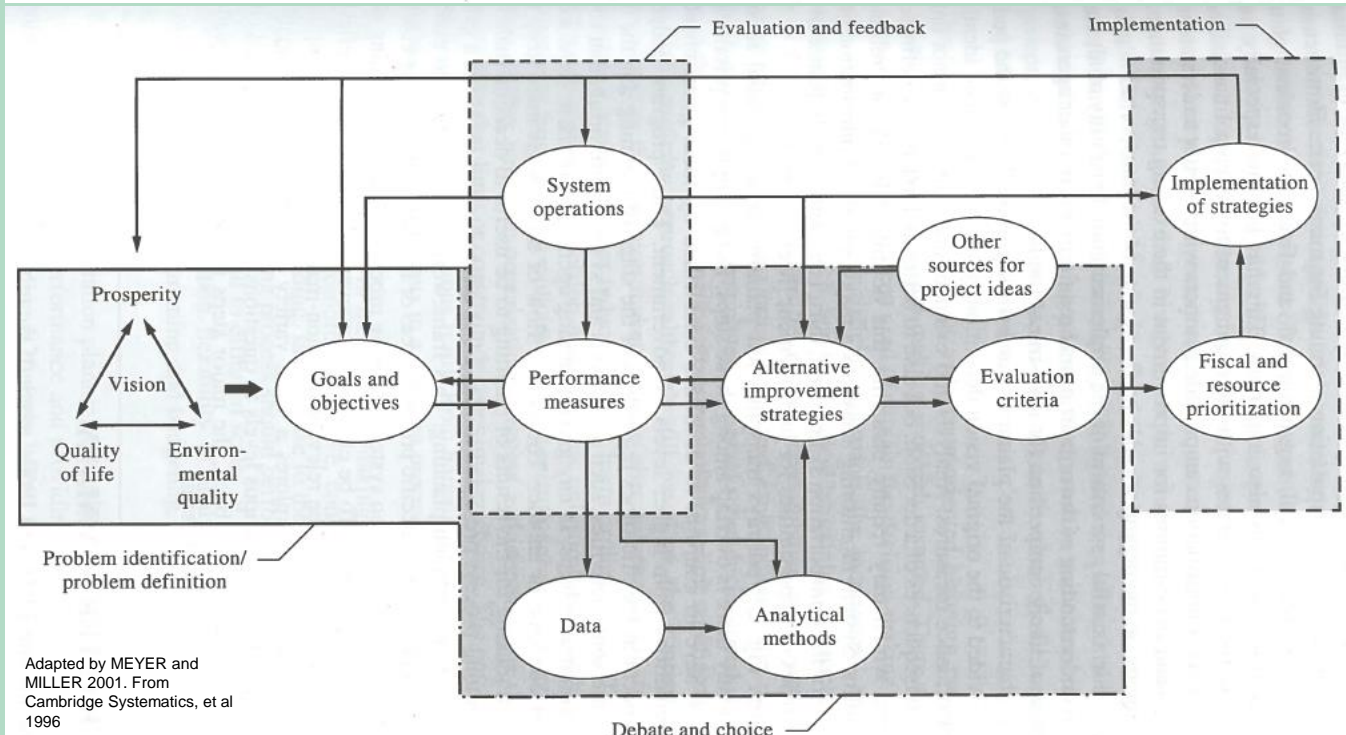 Evaluation and feedback
Implementation
System
operations
Implementation
of strategies
Other
sources for
project ideas
Prosperity
Vision
Quality
of life
Environ-
mental
quality
Goals and
objectives
Performance
measures
Alternative
improvement
strategies
Evaluation
criteria
Fiscal and
resource
prioritization
Problem identification/
problem definition
Data
Analytical
methods
Debate and choice
Adapted by MEYER and
MILLER 2001. From
Cambridge Systematics, et al
1996